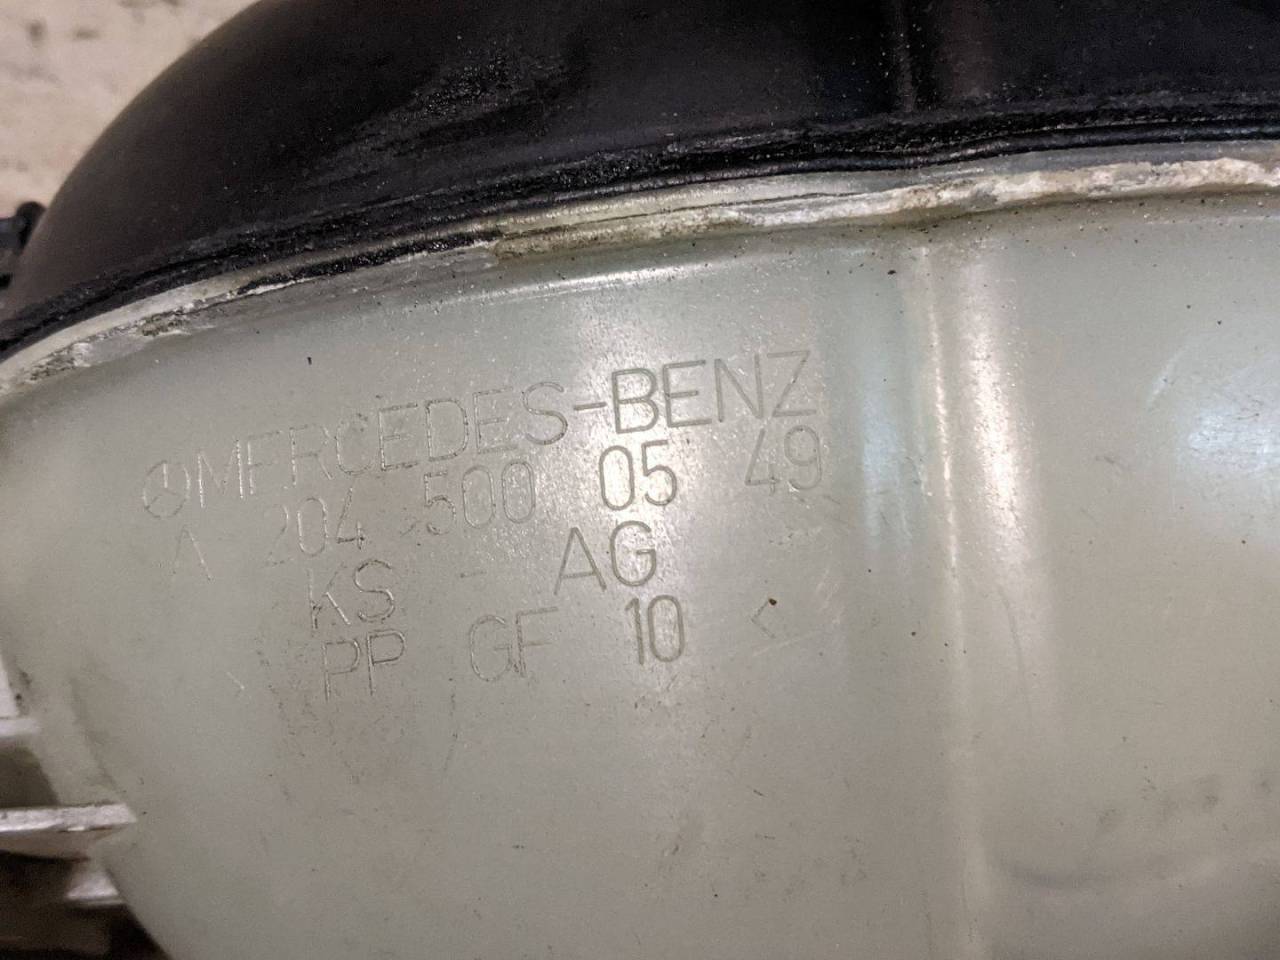 MERCEDES-BENZ
A 204 500 05 49
KS - AG
> PP GF 10 <